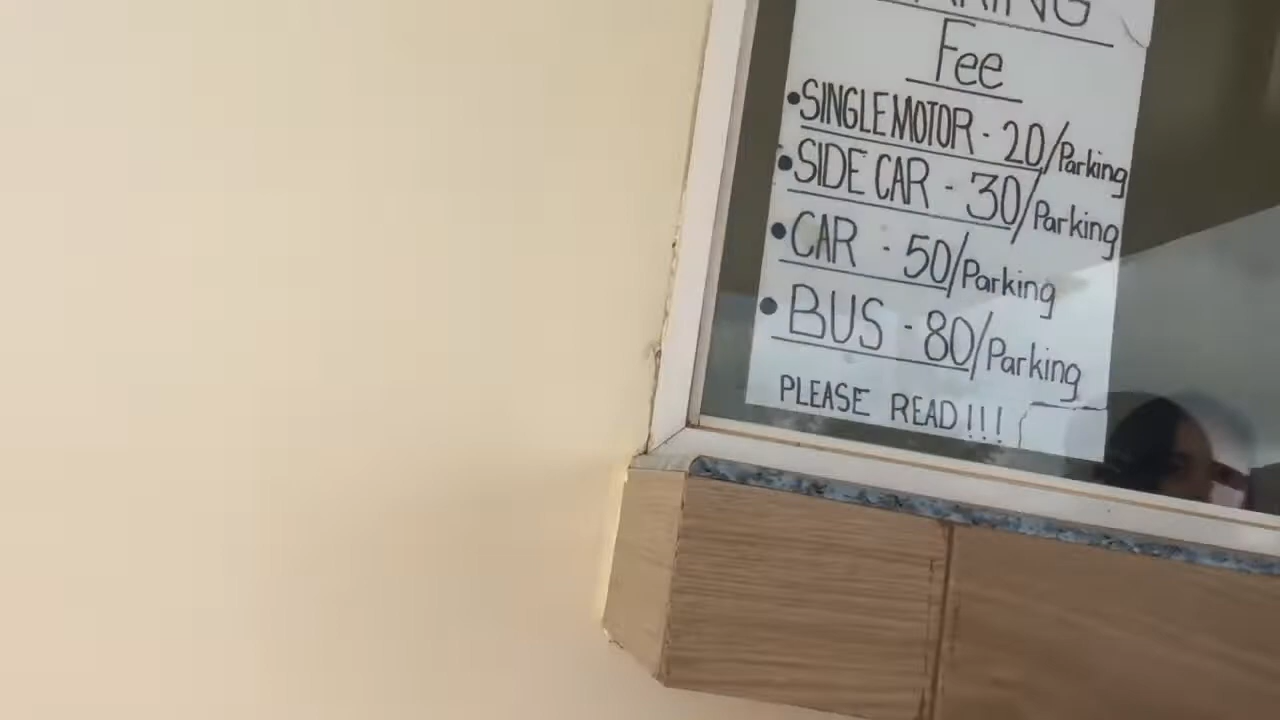 Fee
•SINGLE MOTOR - 20/Parking
•SIDE CAR - 30/Parking
•CAR - 50/Parking
•BUS - 80/Parking
PLEASE READ!!!